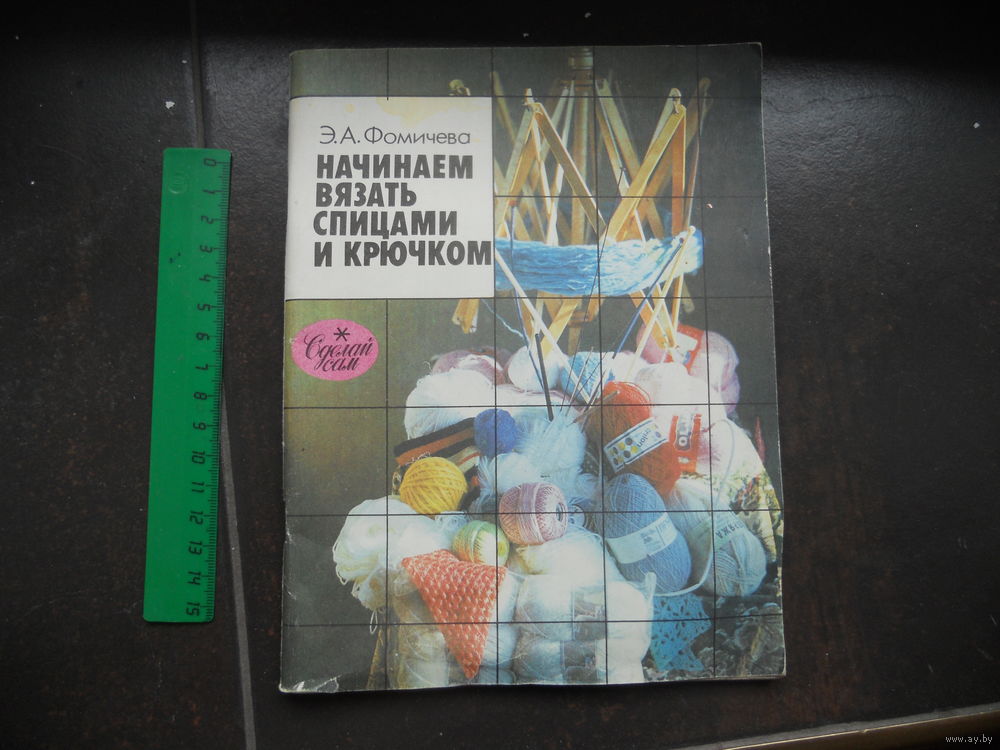 Э.А.Фомичева
НАЧИНАЕМ
ВЯЗАТЬ
СПИЦАМИ
И КРЮЧКОМ
*
Сделай
сам
0 1 2 3 4 5 6 7 8 9 10 11 12 13 14 15
ПРЯЖА
www.ay.by